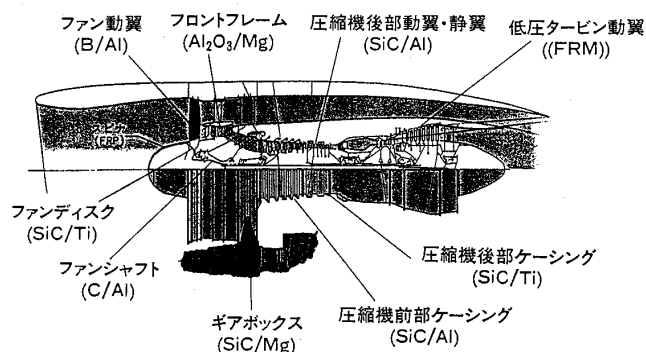 ファン動翼
(B/Al)
フロントフレーム
(Al₂O₃/Mg)
圧縮機後部動翼・静翼
(SiC/Al)
低圧タービン動翼
((FRM))
(FRP)
ファンディスク
(SiC/Ti)
ファンシャフト
(C/Al)
ギアボックス
(SiC/Mg)
圧縮機前部ケーシング
(SiC/Al)
圧縮機後部ケーシング
(SiC/Ti)